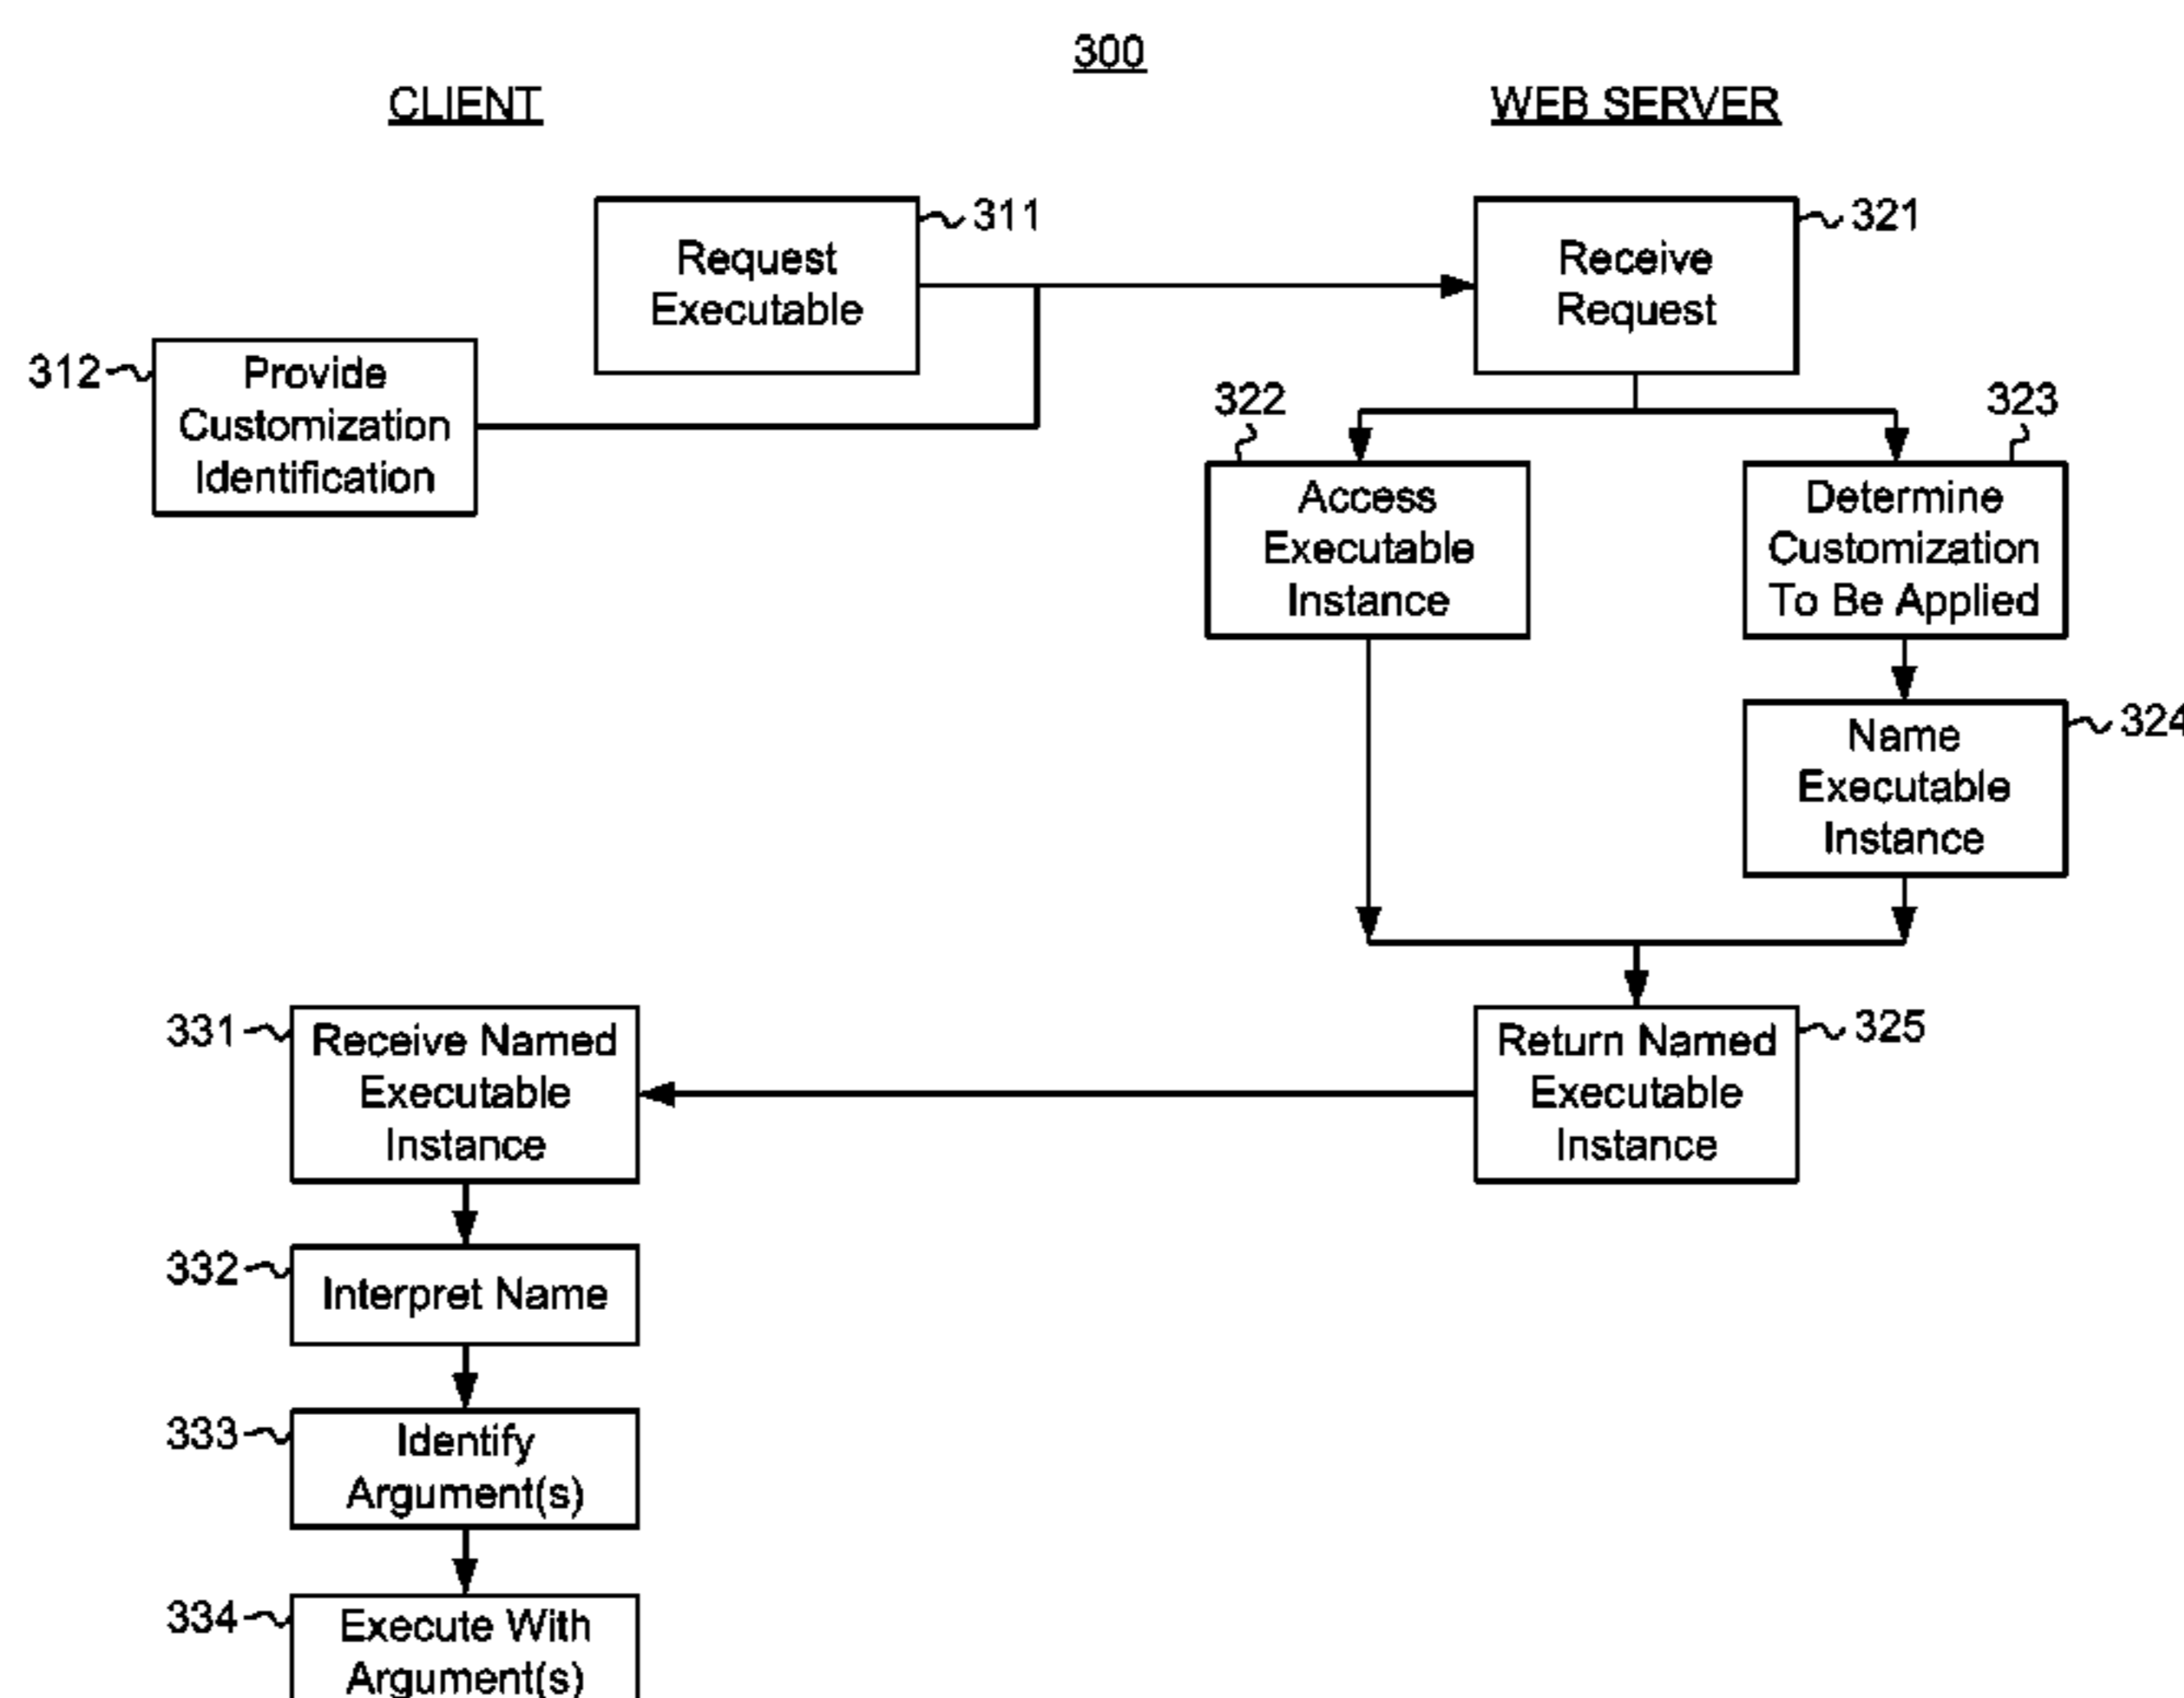 300
CLIENT
WEB SERVER
311
Request
Executable
321
Receive
Request
312
Provide
Customization
Identification
322
Access
Executable
Instance
323
Determine
Customization
To Be Applied
324
Name
Executable
Instance
331
Receive Named
Executable
Instance
325
Return Named
Executable
Instance
332
Interpret Name
333
Identify
Argument(s)
334
Execute With
Argument(s)